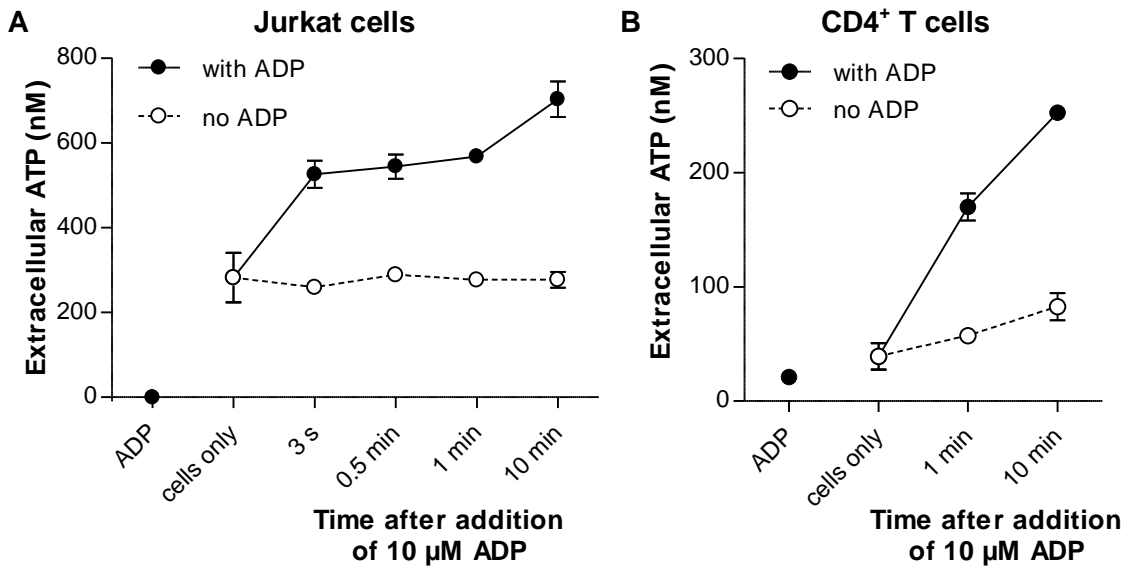 A
Jurkat cells
Extracellular ATP (nM)
800
600
400
200
0
with ADP
no ADP
ADP
cells only
3 s
0.5 min
1 min
10 min
Time after addition
of 10 µM ADP
B
CD4⁺ T cells
Extracellular ATP (nM)
300
200
100
0
with ADP
no ADP
ADP
cells only
1 min
10 min
Time after addition
of 10 µM ADP